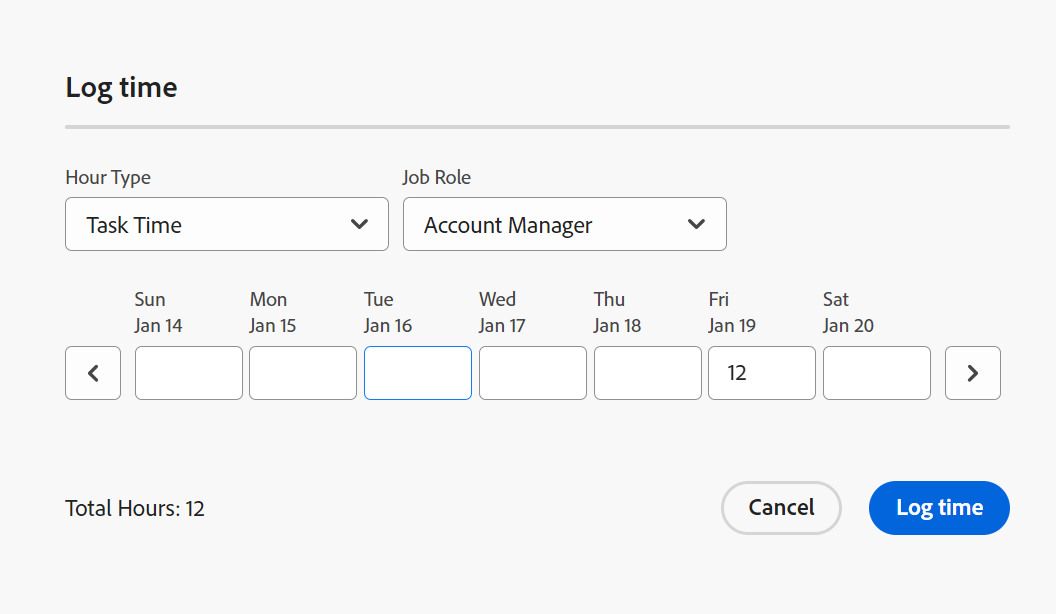 Log time
Hour Type Job Role
Task Time Account Manager
Sun Mon Tue Wed Thu Fri Sat
Jan 14 Jan 15 Jan 16 Jan 17 Jan 18 Jan 19 Jan 20
12
Total Hours: 12 Cancel Log time